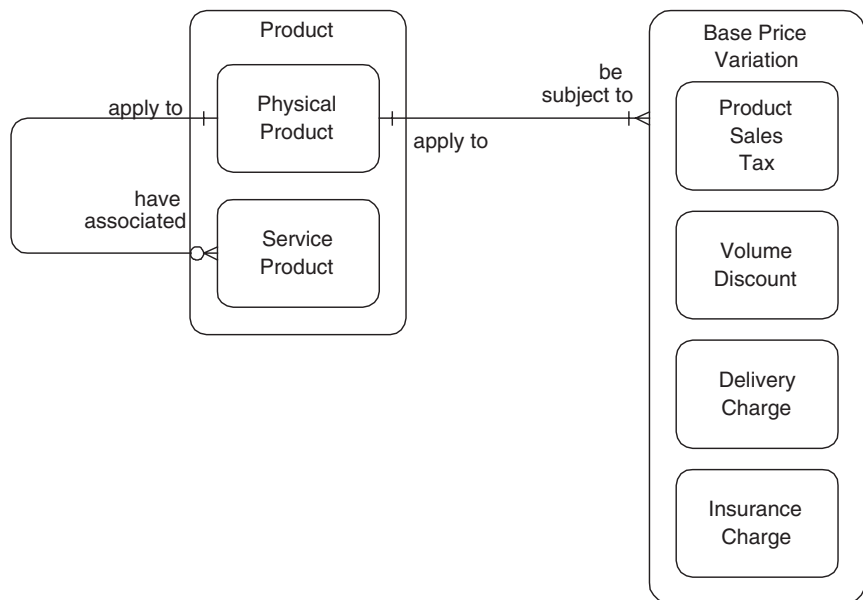 Product
Physical
Product
Service
Product
apply to
have
associated
apply to
be
subject to
Base Price
Variation
Product
Sales
Tax
Volume
Discount
Delivery
Charge
Insurance
Charge